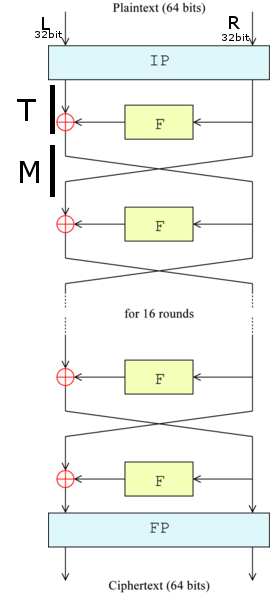 Plaintext (64 bits)
L R
32bit 32bit
IP
T
F
M
F
for 16 rounds
F
F
FP
Ciphertext (64 bits)